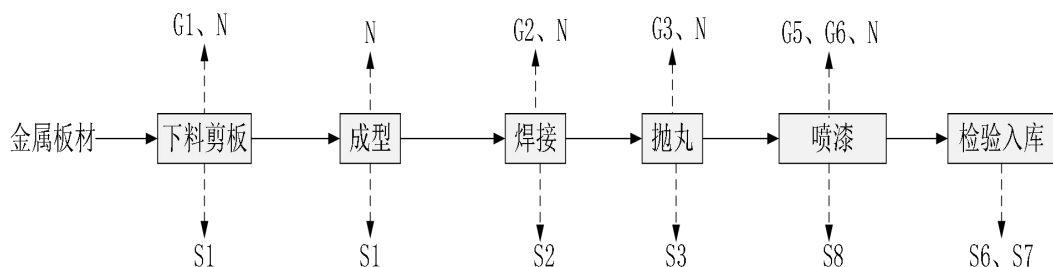 G1、N
N
G2、N
G3、N
G5、G6、N
金属板材
下料剪板
成型
焊接
抛丸
喷漆
检验入库
S1
S1
S2
S3
S8
S6、S7